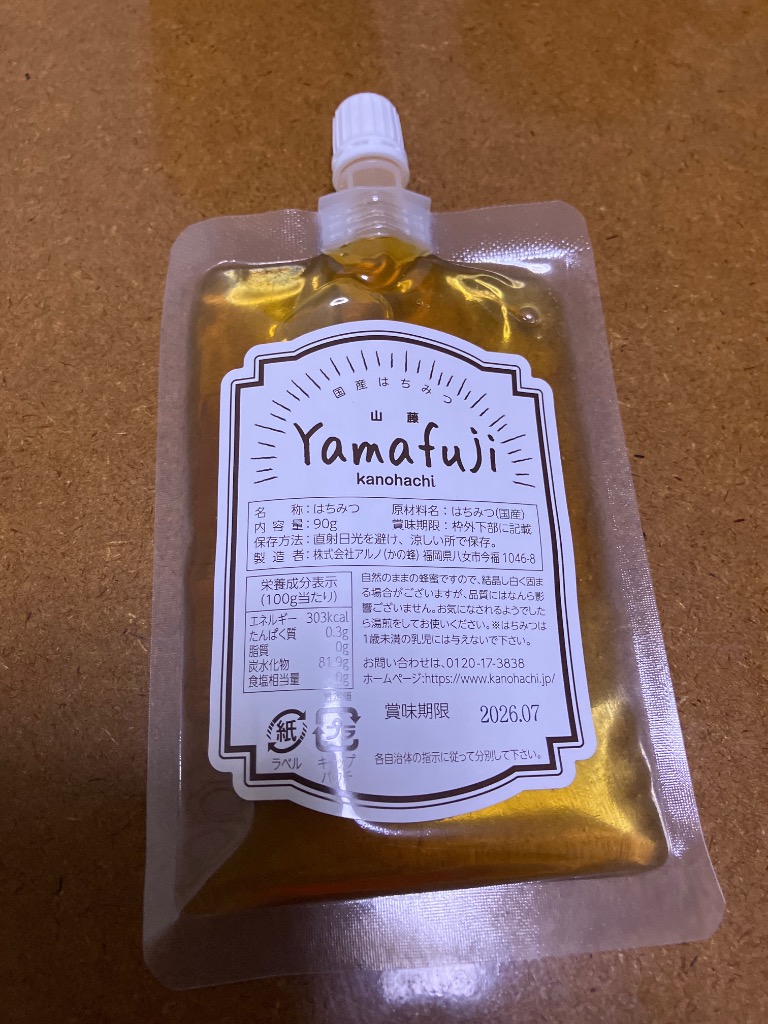 国産はちみつ
山藤
Yamafuji
kanohachi
名　　称：はちみつ　　原材料名：はちみつ(国産)
内 容 量：90g　　賞味期限：枠外下部に記載
保存方法：直射日光を避け、涼しい所で保存。
製 造 者：株式会社アルノ(かの蜂) 福岡県八女市今福1046-8
栄養成分表示
(100g当たり)
エネルギー 303kcal
たんぱく質 0.3g
脂質 0g
炭水化物 81.9g
食塩相当量
自然のままの蜂蜜ですので、結晶し白く固ま
る場合がございますが、品質にはなんら影
響ございません。お気になされるようでした
ら湯煎をしてお使いください。※はちみつは
1歳未満の乳児には与えないで下さい。
お問い合わせは、0120-17-3838
ホームページ:https://www.kanohachi.jp/
賞味期限 2026.07
紙
ラベル
プラ
キャップ
各自治体の指示に従って分別して下さい。